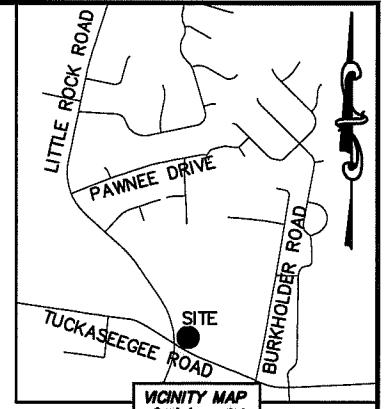 LITTLE ROCK ROAD
PAWNEE DRIVE
BURKHOLDER ROAD
SITE
TUCKASEEGEE ROAD
VICINITY MAP